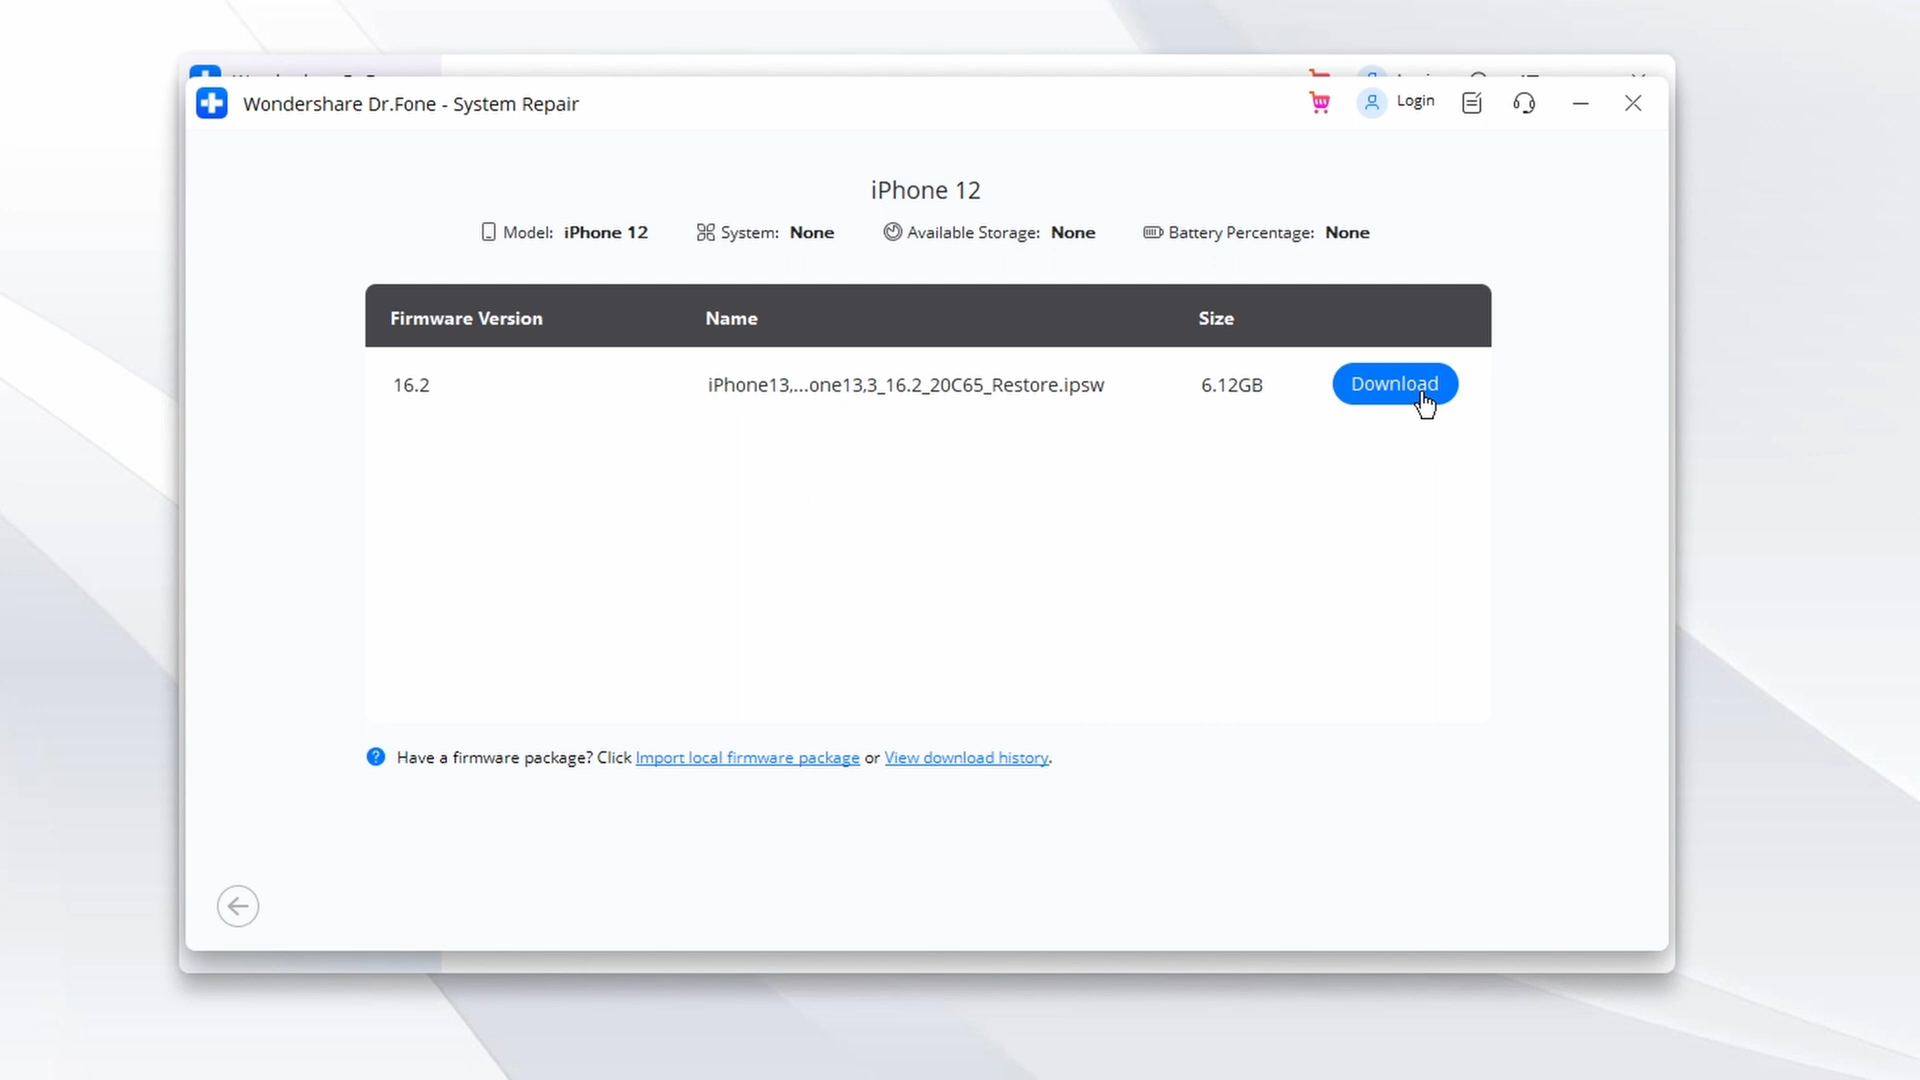 Wondershare Dr.Fone - System Repair
Login
iPhone 12
Model: iPhone 12 System: None Available Storage: None Battery Percentage: None
Firmware Version Name Size
16.2 iPhone13,...one13,3_16.2_20C65_Restore.ipsw 6.12GB Download
? Have a firmware package? Click Import local firmware package or View download history.